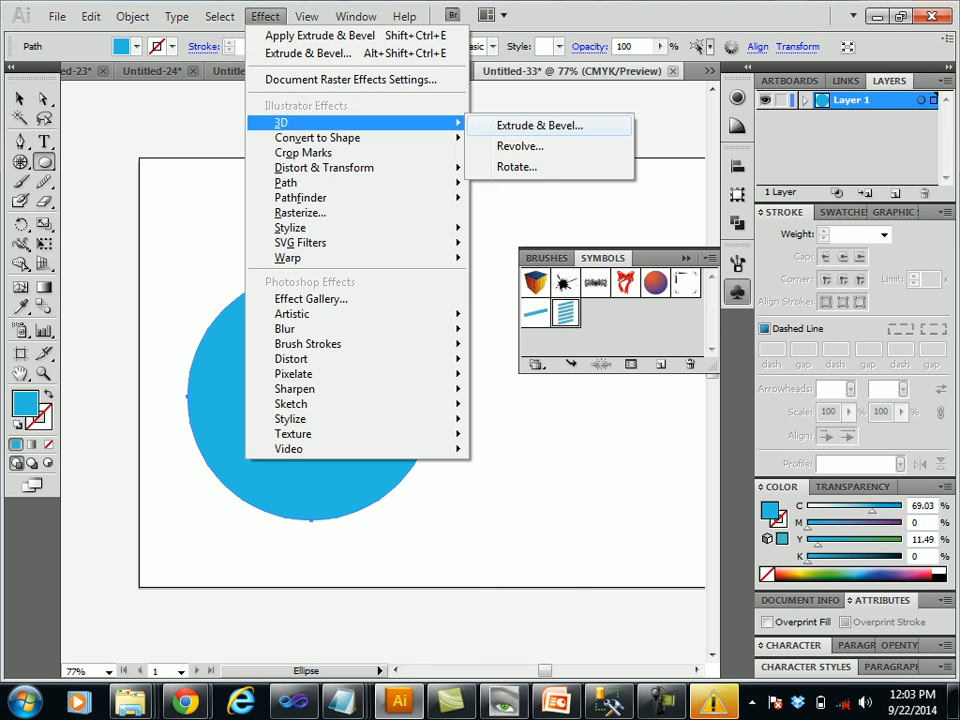 Ai File Edit Object Type Select Effect View Window Help Br
Path Stroke: Basic Style: Opacity: 100 % Align Transform
ed-23* Untitled-24* Untitled- Untitled-33* @ 77% (CMYK/Preview)
Apply Extrude & Bevel Shift+Ctrl+E
Extrude & Bevel... Alt+Shift+Ctrl+E
Document Raster Effects Settings...
Illustrator Effects
3D
Convert to Shape
Crop Marks
Distort & Transform
Path
Pathfinder
Rasterize...
Stylize
SVG Filters
Warp
Photoshop Effects
Effect Gallery...
Artistic
Blur
Brush Strokes
Distort
Pixelate
Sharpen
Sketch
Stylize
Texture
Video
Extrude & Bevel...
Revolve...
Rotate...
BRUSHES SYMBOLS
ARTBOARDS LINKS LAYERS
Layer 1
1 Layer
STROKE SWATCHE GRAPHIC
Weight:
Cap:
Corner: Limit: x
Align Stroke:
Dashed Line
dash gap dash gap dash gap
Arrowheads:
Scale: 100 % 100 %
Align:
Profile:
COLOR TRANSPARENCY
C 69.03 %
M 0 %
Y 11.49 %
K 0 %
DOCUMENT INFO ATTRIBUTES
Overprint Fill Overprint Stroke
CHARACTER PARAGR OPENTY
CHARACTER STYLES PARAGRAPH
77% 1 Ellipse
Ai
12:03 PM
9/22/2014